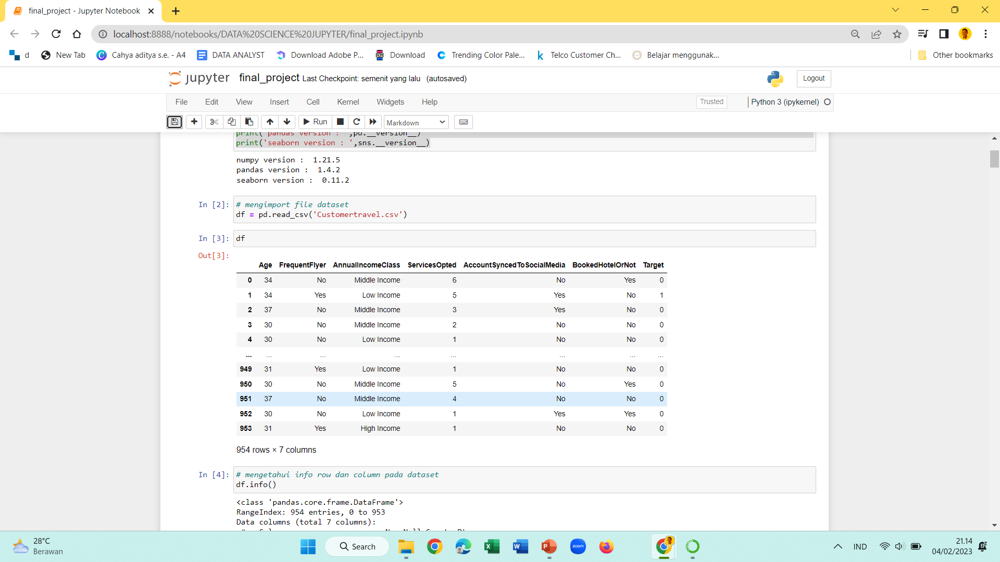 final_project - Jupyter Notebook
localhost:8888/notebooks/DATA%20SCIENCE%20JUPYTER/final_project.ipynb
d New Tab Cahya aditya s.e. - A4 DATA ANALYST Download Adobe P... Download Trending Color Pale... Telco Customer Ch... Belajar menggunak... Other bookmarks
jupyter final_project Last Checkpoint: semenit yang lalu (autosaved) Logout
File Edit View Insert Cell Kernel Widgets Help Trusted Python 3 (ipykernel)
Run Markdown
print('pandas version : ',pd.__version__)
print('seaborn version : ',sns.__version__)
numpy version : 1.21.5
pandas version : 1.4.2
seaborn version : 0.11.2
In [2]: # mengimport file dataset
df = pd.read_csv('Customertravel.csv')
In [3]: df
Out[3]:
Age FrequentFlyer AnnualIncomeClass ServicesOpted AccountSyncedToSocialMedia BookedHotelOrNot Target
0 34 No Middle Income 6 No Yes 0
1 34 Yes Low Income 5 Yes No 1
2 37 No Middle Income 3 Yes No 0
3 30 No Middle Income 2 No No 0
4 30 No Low Income 1 No No 0
... ... ... ... ... ... ... ...
949 31 Yes Low Income 1 No No 0
950 30 No Middle Income 5 No Yes 0
951 37 No Middle Income 4 No No 0
952 30 No Low Income 1 Yes Yes 0
953 31 Yes High Income 1 No No 0
954 rows × 7 columns
In [4]: # mengetahui info row dan column pada dataset
df.info()
<class 'pandas.core.frame.DataFrame'>
RangeIndex: 954 entries, 0 to 953
Data columns (total 7 columns):
28°C
Berawan
Search
zoom
IND
21.14
04/02/2023